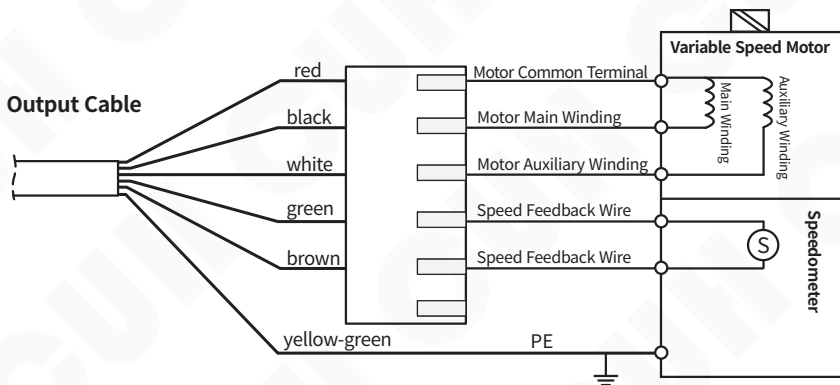 Variable Speed Motor
red
Motor Common Terminal
Output Cable
black
Motor Main Winding
Main Winding
Auxiliary Winding
white
Motor Auxiliary Winding
green
Speed Feedback Wire
S
Speedometer
brown
Speed Feedback Wire
yellow-green
PE